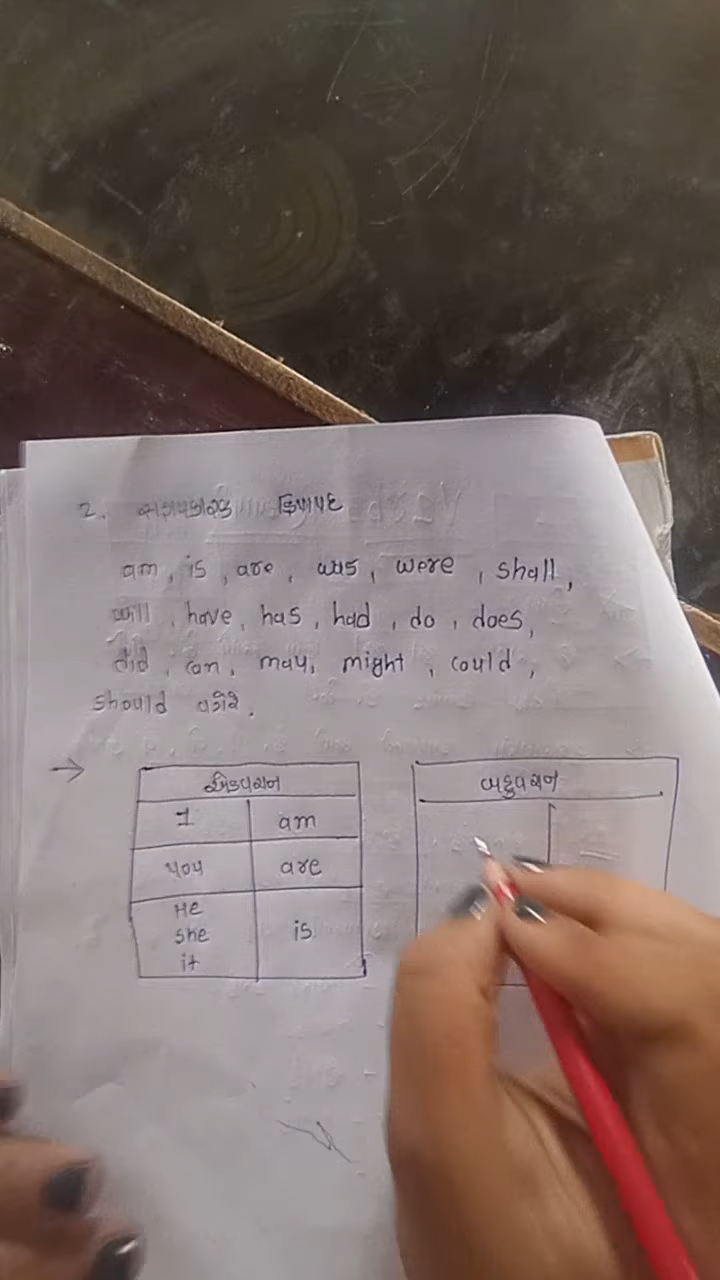 2. સહાયકારક ક્રિયાપદ
am, is, are, was, were, shall,
will, have, has, had, do, does,
did, can, may, might, could,
should વગેરે.
→
એકવચન
I am
you are
He
she
it
is
બહુવચન